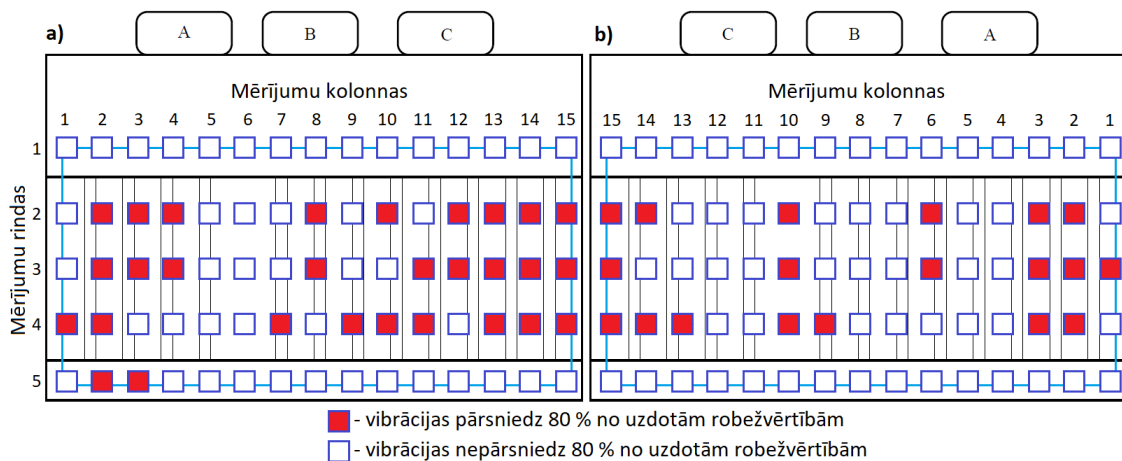 a) A B C
Mērījumu kolonnas
1 2 3 4 5 6 7 8 9 10 11 12 13 14 15
Mērījumu rindas
1
2
3
4
5
b) C B A
Mērījumu kolonnas
15 14 13 12 11 10 9 8 7 6 5 4 3 2 1
- vibrācijas pārsniedz 80 % no uzdotām robežvērtībām
- vibrācijas nepārsniedz 80 % no uzdotām robežvērtībām